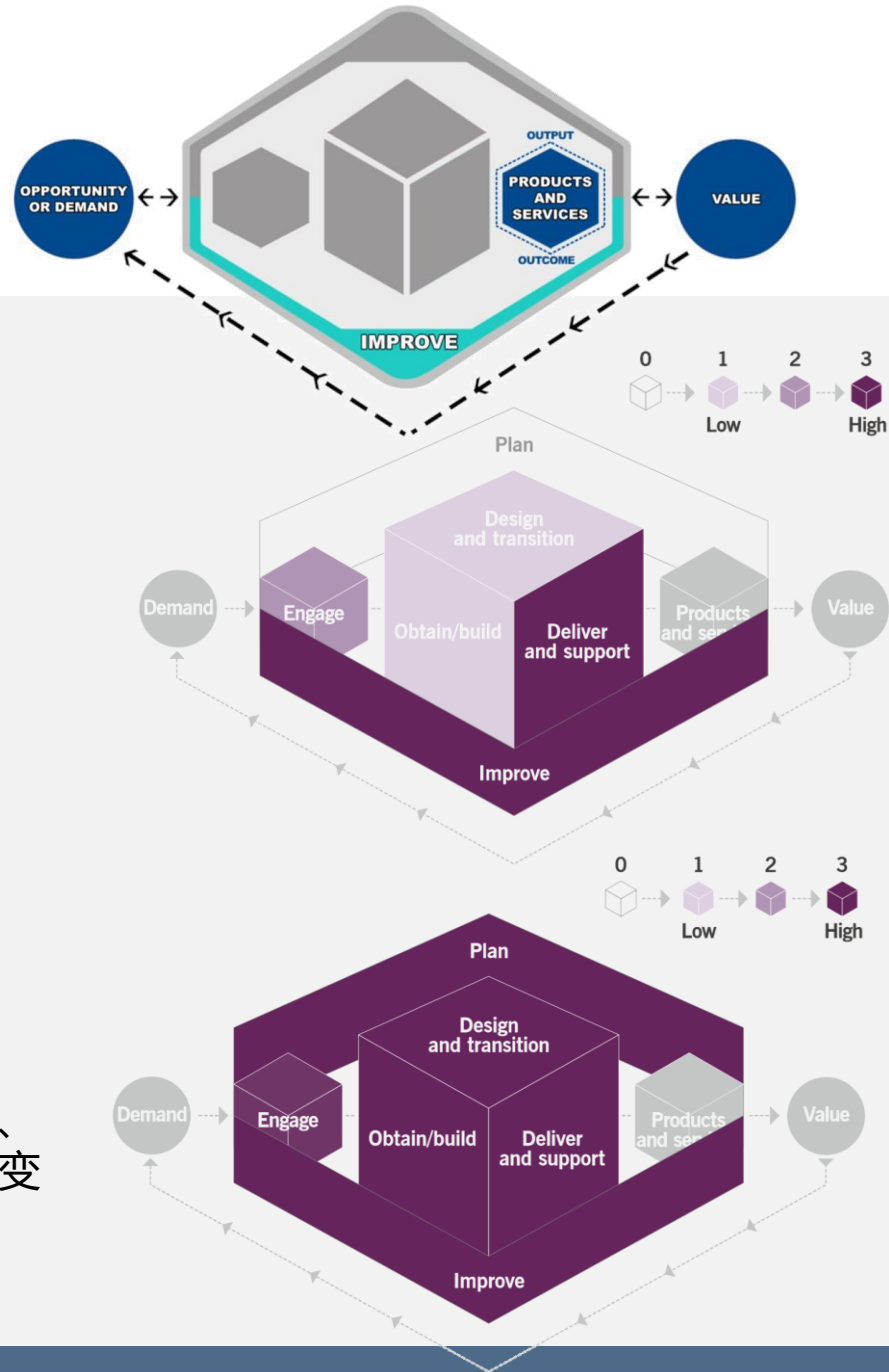 OUTPUT
OPPORTUNITY
OR DEMAND
PRODUCTS
AND
SERVICES
VALUE
OUTCOME
IMPROVE
0 1 2 3
Low High
Plan
Design
and transition
Demand
Engage
Obtain/build
Deliver
and support
Products
and
Value
Improve
0 1 2 3
Low High
Plan
Design
and transition
Demand
Engage
Obtain/build
Deliver
and support
Products
and
Value
Improve
、
变